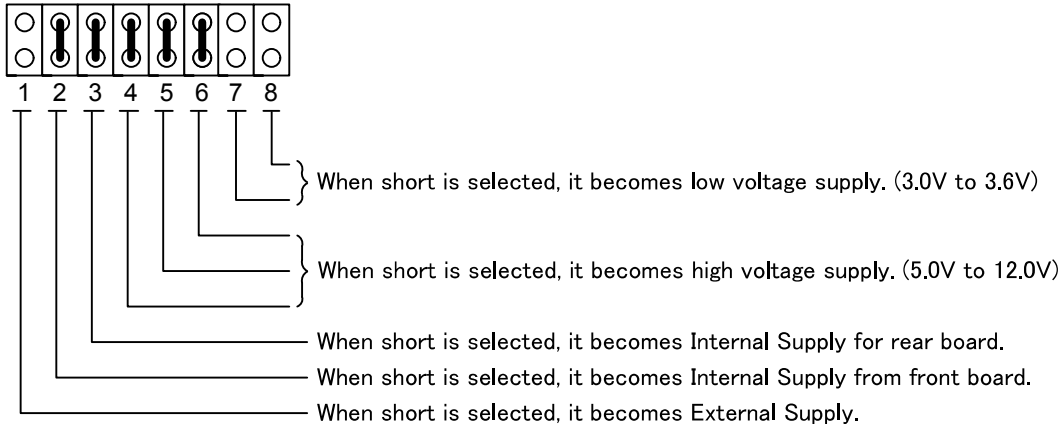 1 2 3 4 5 6 7 8
When short is selected, it becomes low voltage supply. (3.0V to 3.6V)
When short is selected, it becomes high voltage supply. (5.0V to 12.0V)
When short is selected, it becomes Internal Supply for rear board.
When short is selected, it becomes Internal Supply from front board.
When short is selected, it becomes External Supply.